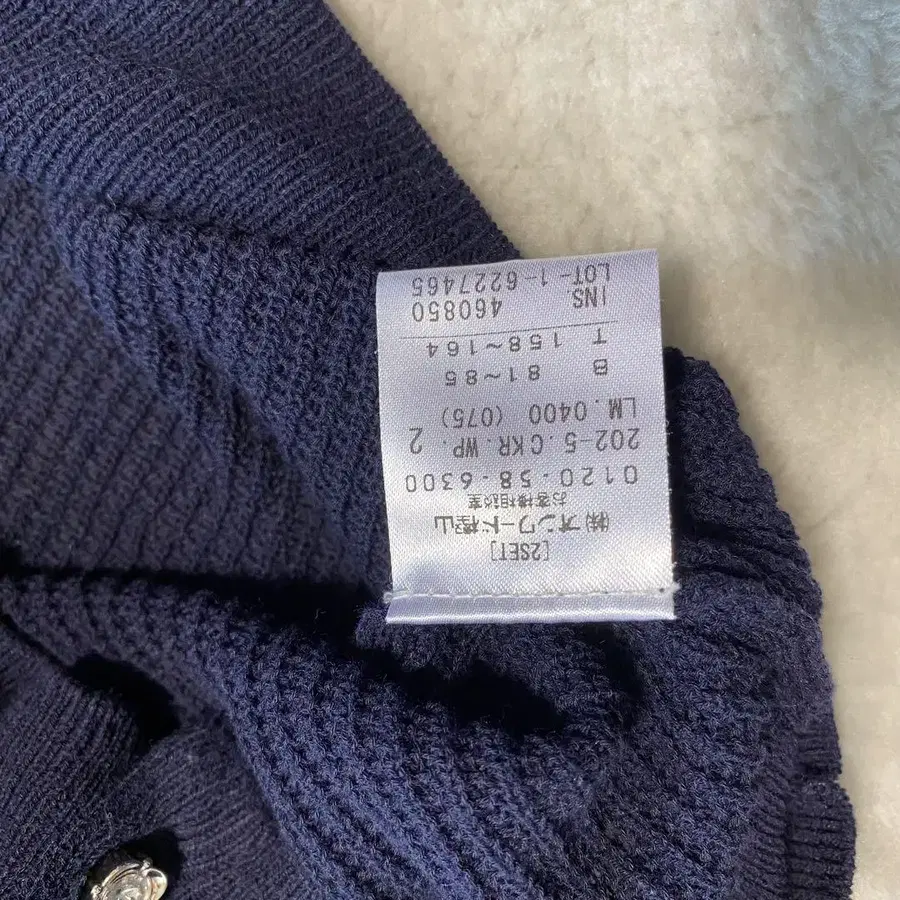 [2SET]
㈱オンワード樫山
お客様相談室
0120.58.6300
202-5.CKR.WP. 2
LM.0400 (075)
B 81~85
T 158~164
INS 460850
LOT-1-6227465